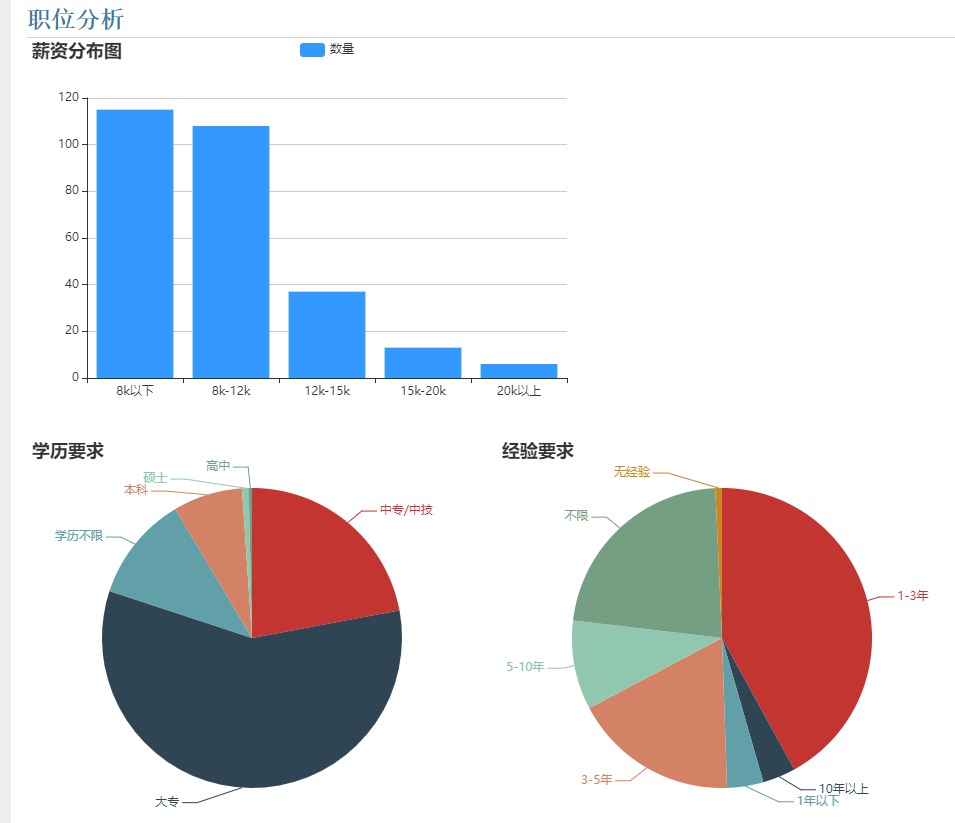 职位分析
薪资分布图
数量
120
100
80
60
40
20
0
8k以下 8k-12k 12k-15k 15k-20k 20k以上
学历要求
高中
硕士
本科
中专/中技
学历不限
大专
经验要求
无经验
不限
1-3年
5-10年
3-5年
10年以上
1年以下